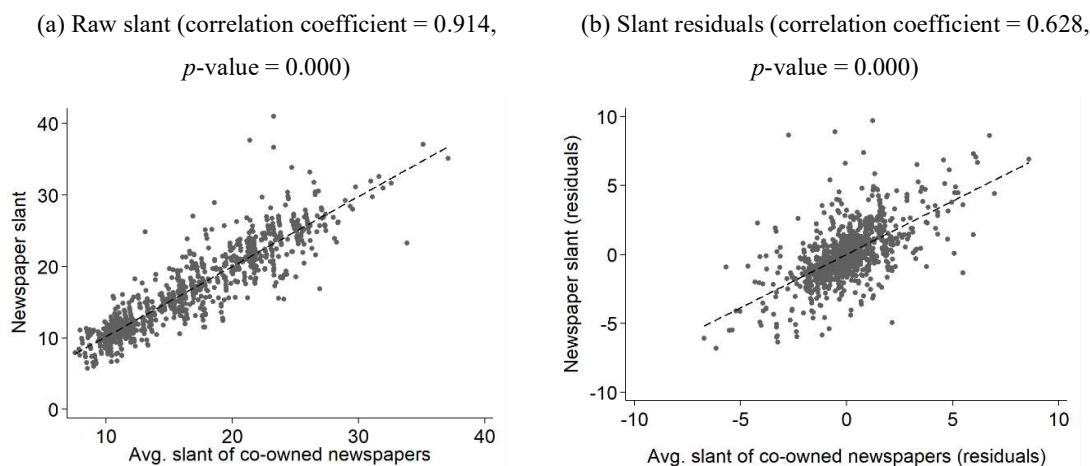 (a) Raw slant (correlation coefficient = 0.914,
p-value = 0.000)
40
30
20
10
0
Newspaper slant
10
20
30
40
Avg. slant of co-owned newspapers
(b) Slant residuals (correlation coefficient = 0.628,
p-value = 0.000)
10
5
0
-5
-10
Newspaper slant (residuals)
-10
-5
0
5
10
Avg. slant of co-owned newspapers (residuals)